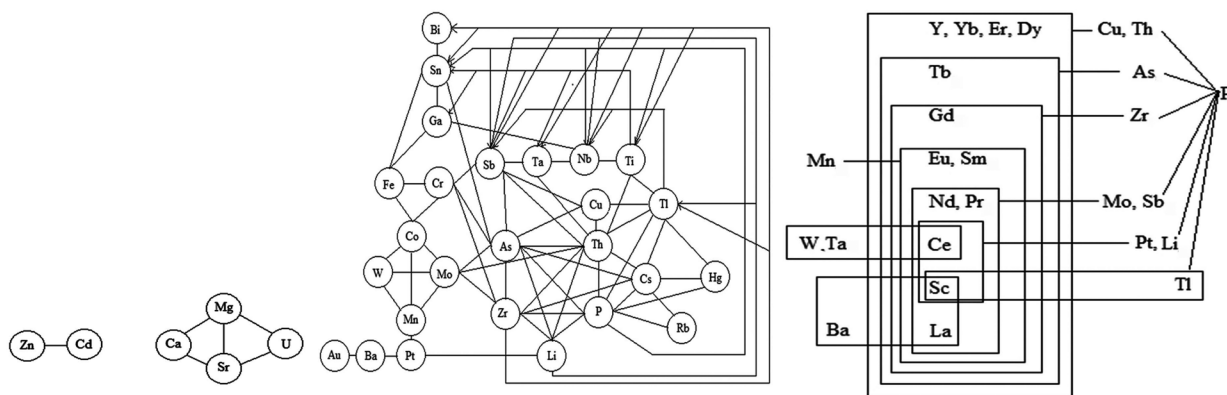 Zn
Cd
Mg
Ca
U
Sr
Bi
Sn
Ga
Sb
Ta
Nb
Ti
Fe
Cr
Cu
Tl
Co
As
Th
W
Mo
Cs
Hg
Zr
P
Mn
Rb
Au
Ba
Pt
Li
Y, Yb, Er, Dy
Cu, Th
Tb
As
P
Gd
Zr
Mn
Eu, Sm
Nd, Pr
Mo, Sb
W, Ta
Ce
Pt, Li
Sc
Tl
Ba
La